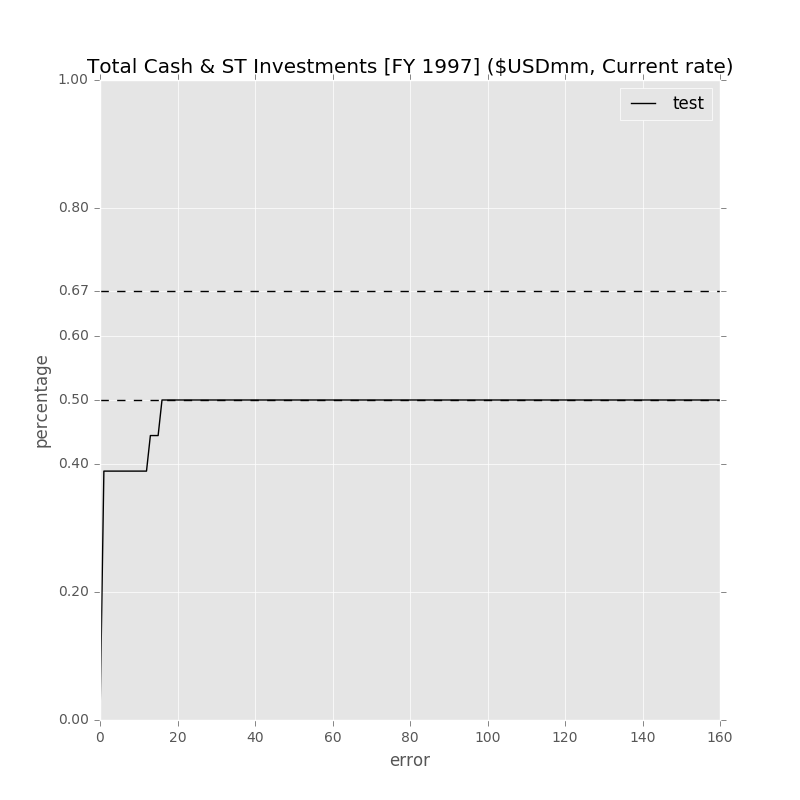 Total Cash & ST Investments [FY 1997] ($USDmm, Current rate)
test
1.00
0.80
0.67
0.60
0.50
0.40
0.20
0.00
percentage
0 20 40 60 80 100 120 140 160
error